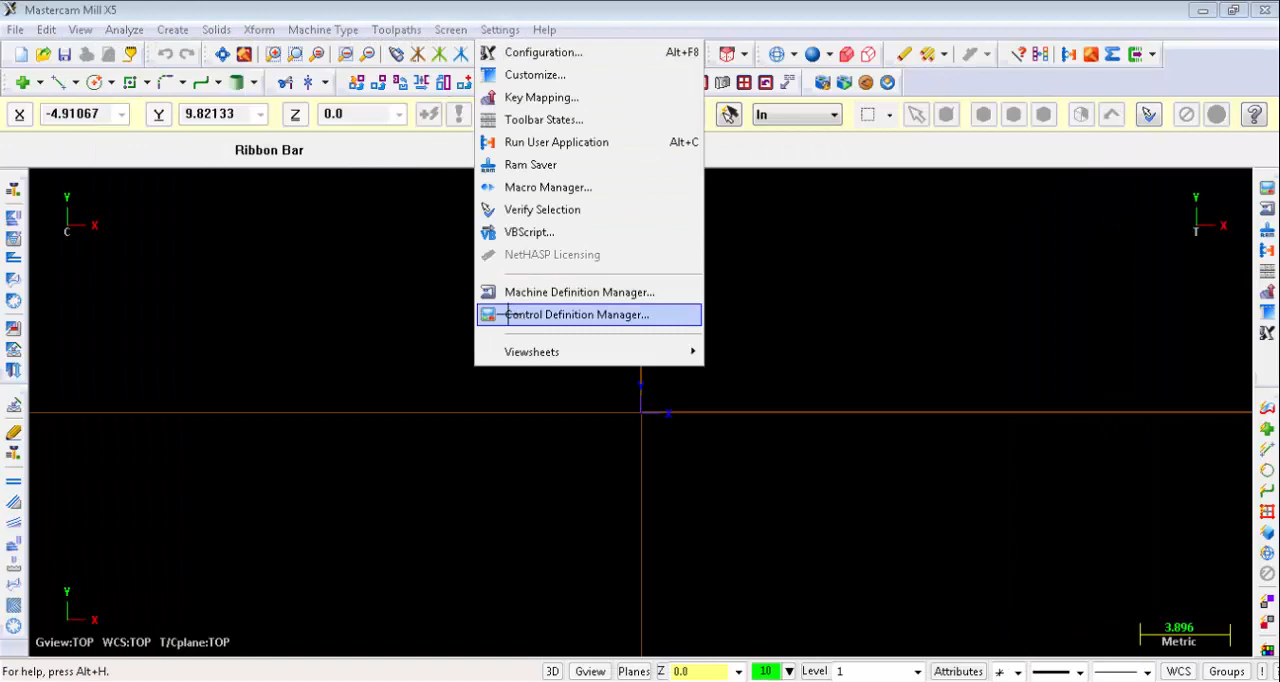 Mastercam Mill X5
File Edit View Analyze Create Solids Xform Machine Type Toolpaths Screen Settings Help
Configuration... Alt+F8
Customize...
Key Mapping...
Toolbar States...
Run User Application Alt+C
Ram Saver
Macro Manager...
Verify Selection
VBScript...
NetHASP Licensing
Machine Definition Manager...
Control Definition Manager...
Viewsheets
X -4.91067 Y 9.82133 Z 0.0 In
Ribbon Bar
Y
X
C
Y
X
T
X
Y
X
Gview:TOP WCS:TOP T/Cplane:TOP
3.896
Metric
For help, press Alt+H.
3D Gview Planes Z 0.0 10 Level 1 Attributes WCS Groups !